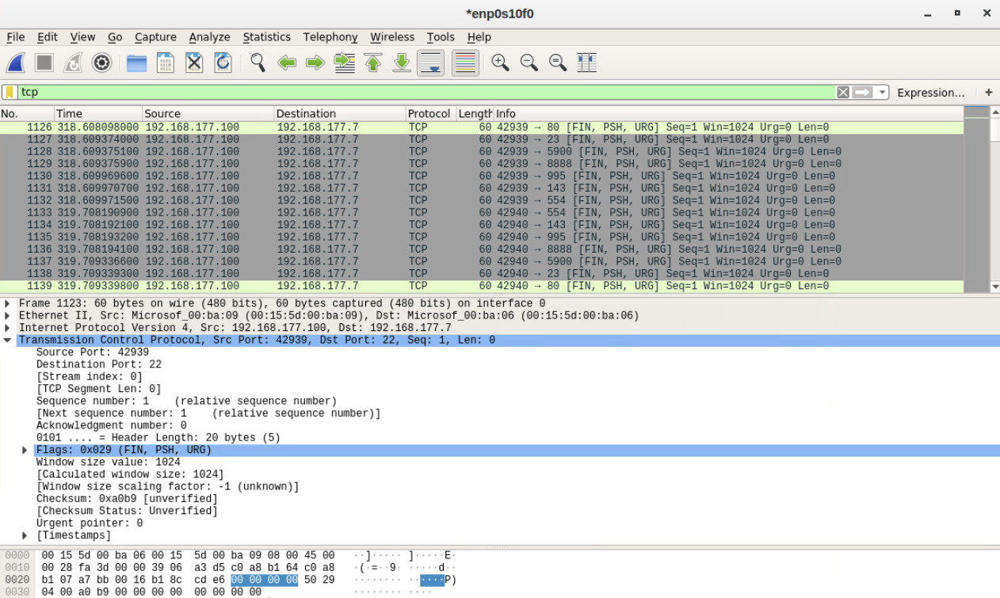 *enp0s10f0
File Edit View Go Capture Analyze Statistics Telephony Wireless Tools Help
tcp Expression… +
No. Time Source Destination Protocol Length Info
1126 318.608098000 192.168.177.100 192.168.177.7 TCP 60 42939 → 80 [FIN, PSH, URG] Seq=1 Win=1024 Urg=0 Len=0
1127 318.609374000 192.168.177.100 192.168.177.7 TCP 60 42939 → 23 [FIN, PSH, URG] Seq=1 Win=1024 Urg=0 Len=0
1128 318.609375100 192.168.177.100 192.168.177.7 TCP 60 42939 → 5900 [FIN, PSH, URG] Seq=1 Win=1024 Urg=0 Len=0
1129 318.609375900 192.168.177.100 192.168.177.7 TCP 60 42939 → 8888 [FIN, PSH, URG] Seq=1 Win=1024 Urg=0 Len=0
1130 318.609969600 192.168.177.100 192.168.177.7 TCP 60 42939 → 995 [FIN, PSH, URG] Seq=1 Win=1024 Urg=0 Len=0
1131 318.609970700 192.168.177.100 192.168.177.7 TCP 60 42939 → 143 [FIN, PSH, URG] Seq=1 Win=1024 Urg=0 Len=0
1132 318.609971500 192.168.177.100 192.168.177.7 TCP 60 42939 → 554 [FIN, PSH, URG] Seq=1 Win=1024 Urg=0 Len=0
1133 319.708190900 192.168.177.100 192.168.177.7 TCP 60 42940 → 554 [FIN, PSH, URG] Seq=1 Win=1024 Urg=0 Len=0
1134 319.708192100 192.168.177.100 192.168.177.7 TCP 60 42940 → 143 [FIN, PSH, URG] Seq=1 Win=1024 Urg=0 Len=0
1135 319.708193200 192.168.177.100 192.168.177.7 TCP 60 42940 → 995 [FIN, PSH, URG] Seq=1 Win=1024 Urg=0 Len=0
1136 319.708194100 192.168.177.100 192.168.177.7 TCP 60 42940 → 8888 [FIN, PSH, URG] Seq=1 Win=1024 Urg=0 Len=0
1137 319.709336600 192.168.177.100 192.168.177.7 TCP 60 42940 → 5900 [FIN, PSH, URG] Seq=1 Win=1024 Urg=0 Len=0
1138 319.709339300 192.168.177.100 192.168.177.7 TCP 60 42940 → 23 [FIN, PSH, URG] Seq=1 Win=1024 Urg=0 Len=0
1139 319.709339800 192.168.177.100 192.168.177.7 TCP 60 42940 → 80 [FIN, PSH, URG] Seq=1 Win=1024 Urg=0 Len=0
Frame 1123: 60 bytes on wire (480 bits), 60 bytes captured (480 bits) on interface 0
Ethernet II, Src: Microsof_00:ba:09 (00:15:5d:00:ba:09), Dst: Microsof_00:ba:06 (00:15:5d:00:ba:06)
Internet Protocol Version 4, Src: 192.168.177.100, Dst: 192.168.177.7
Transmission Control Protocol, Src Port: 42939, Dst Port: 22, Seq: 1, Len: 0
Source Port: 42939
Destination Port: 22
[Stream index: 0]
[TCP Segment Len: 0]
Sequence number: 1 (relative sequence number)
[Next sequence number: 1 (relative sequence number)]
Acknowledgment number: 0
0101 .... = Header Length: 20 bytes (5)
Flags: 0x029 (FIN, PSH, URG)
Window size value: 1024
[Calculated window size: 1024]
[Window size scaling factor: -1 (unknown)]
Checksum: 0xa0b9 [unverified]
[Checksum Status: Unverified]
Urgent pointer: 0
[Timestamps]
0000 00 15 5d 00 ba 06 00 15 5d 00 ba 09 08 00 45 00 ··]····· ]·····E·
0010 00 28 fa 3d 00 00 39 06 a3 d5 c0 a8 b1 64 c0 a8 ·(·=··9· ·····d··
0020 b1 07 a7 bb 00 16 b1 8c cd e6 00 00 00 00 50 29 ········ ······P)
0030 04 00 a0 b9 00 00 00 00 00 00 00 00 ········ ····